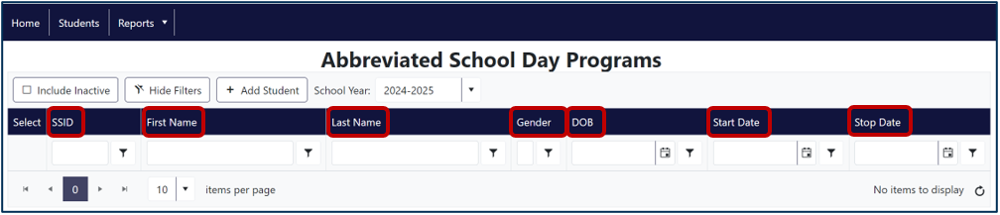 Home Students Reports
Abbreviated School Day Programs
Include Inactive Hide Filters + Add Student School Year: 2024-2025
Select SSID First Name Last Name Gender DOB Start Date Stop Date
0 10 items per page No items to display